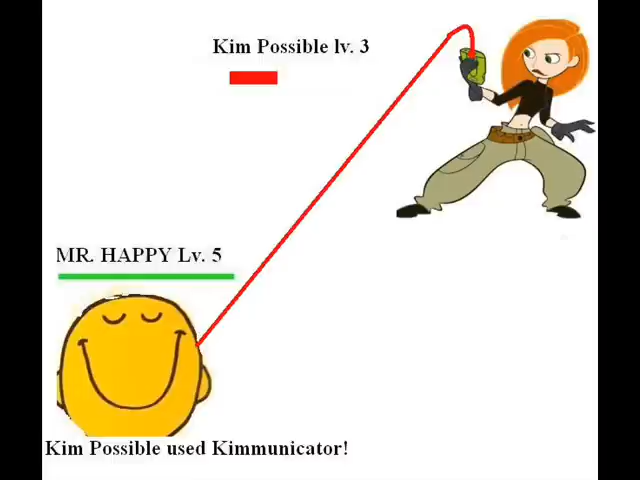 Kim Possible lv. 3
MR. HAPPY Lv. 5
Kim Possible used Kimmunicator!